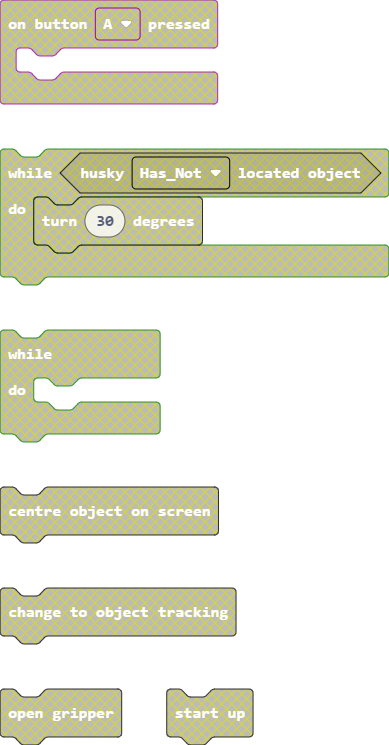 on button A pressed
while husky Has_Not located object
do turn 30 degrees
while
do
centre object on screen
change to object tracking
open gripper
start up